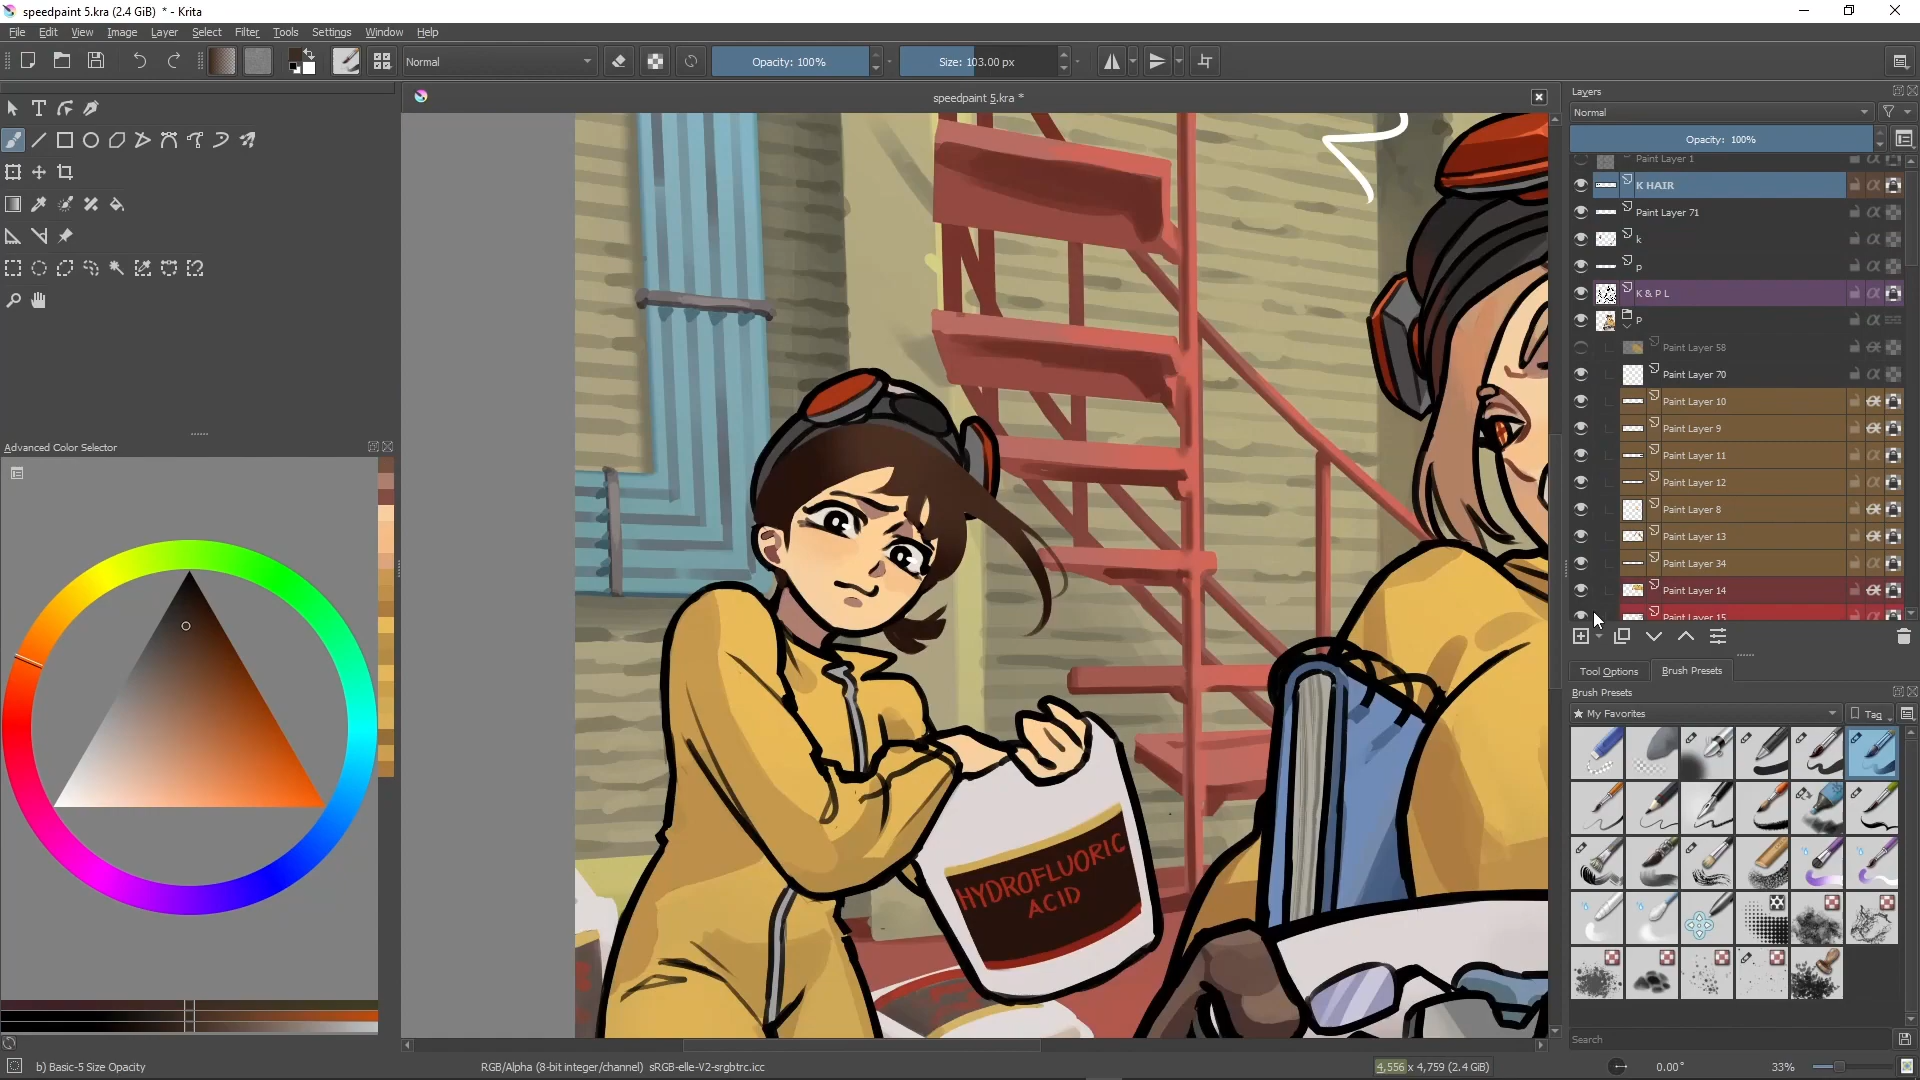 speedpaint 5.kra (2.4 GiB) * - Krita
File Edit View Image Layer Select Filter Tools Settings Window Help
Normal
Opacity: 100%
Size: 103.00 px
speedpaint 5.kra *
Layers
Normal
Opacity: 100%
Paint Layer 1
K HAIR
Paint Layer 71
k
p
K & P L
P
Paint Layer 58
Paint Layer 70
Paint Layer 10
Paint Layer 9
Paint Layer 11
Paint Layer 12
Paint Layer 8
Paint Layer 13
Paint Layer 34
Paint Layer 14
Paint Layer 15
Advanced Color Selector
HYDROFLUORIC
ACID
Tool Options Brush Presets
Brush Presets
★ My Favorites
Tag
Search
b) Basic-5 Size Opacity
RGB/Alpha (8-bit integer/channel) sRGB-elle-V2-srgbtrc.icc
4,556 x 4,759 (2.4 GiB)
0.00°
33%